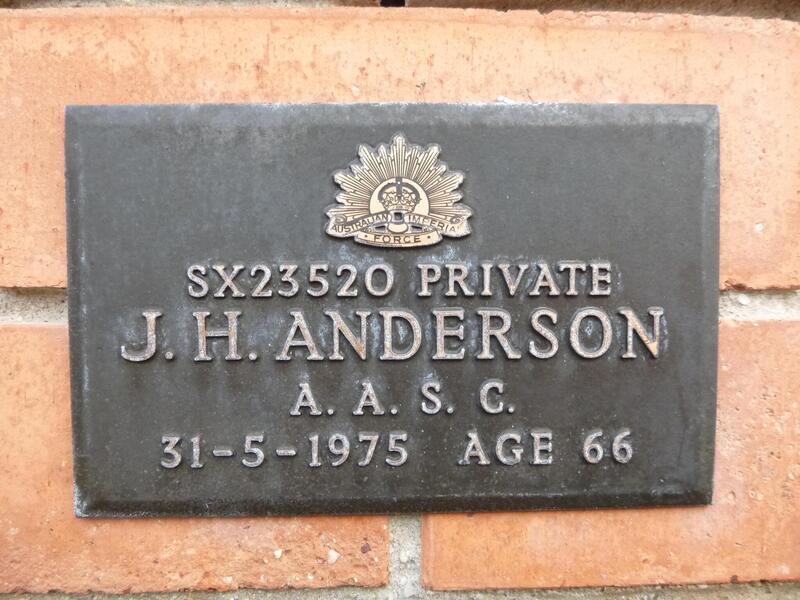 AUSTRALIAN IMPERIAL
FORCE
SX23520 PRIVATE
J. H. ANDERSON
A. A. S. C.
31-5-1975 AGE 66